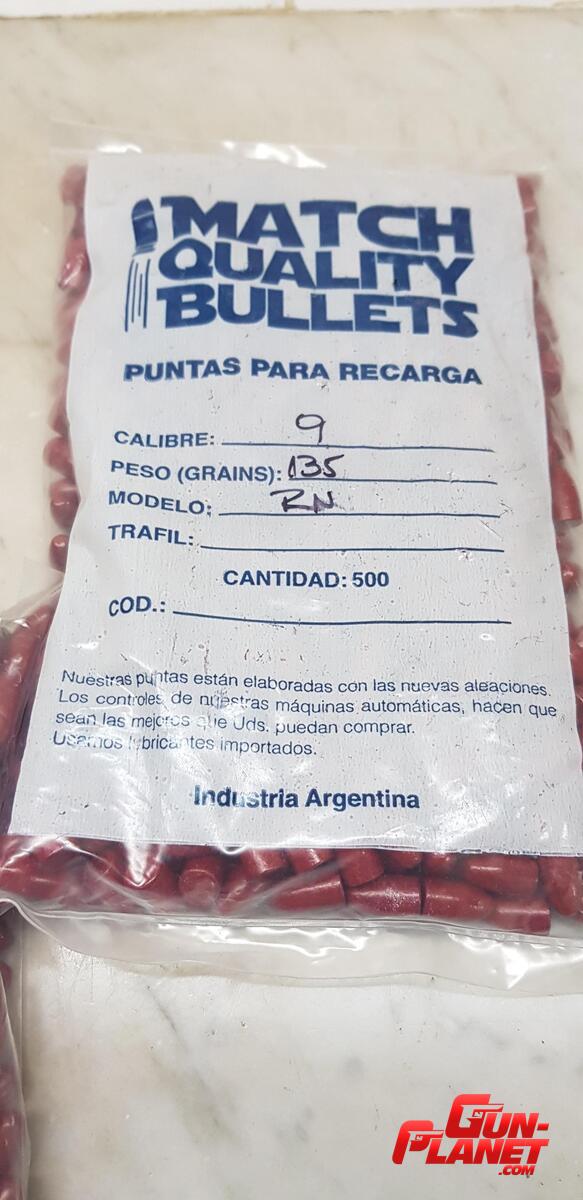 MATCH
QUALITY
BULLETS
PUNTAS PARA RECARGA
CALIBRE: 9
PESO (GRAINS): 135
MODELO: RN
TRAFIL:
CANTIDAD: 500
COD.:
Nuestras puntas están elaboradas con las nuevas aleaciones.
Los controles de nuestras máquinas automáticas, hacen que
sean las mejores que Uds. puedan comprar.
Usamos lubricantes importados.
Industria Argentina
GUN-
PLANET
.COM